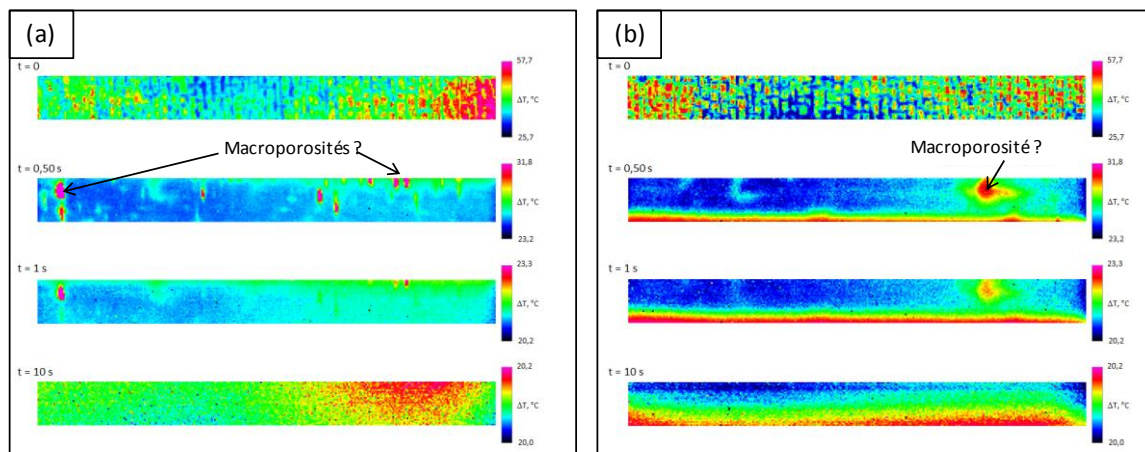 (a)
t = 0
57,7
ΔT, °C
25,7
Macroporosités ?
t = 0,50 s
31,8
ΔT, °C
23,2
t = 1 s
23,3
ΔT, °C
20,2
t = 10 s
20,2
ΔT, °C
20,0
(b)
t = 0
57,7
ΔT, °C
25,7
Macroporosité ?
t = 0,50 s
31,8
ΔT, °C
23,2
t = 1 s
23,3
ΔT, °C
20,2
t = 10 s
20,2
ΔT, °C
20,0